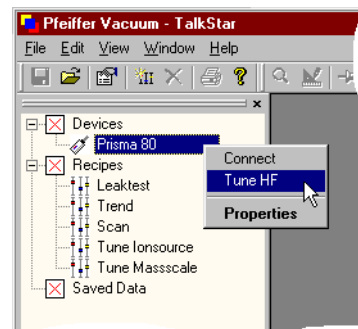 Pfeiffer Vacuum - TalkStar
File Edit View Window Help
Devices
Prisma 80
Recipes
Leaktest
Trend
Scan
Tune Ionsource
Tune Massscale
Saved Data
Connect
Tune HF
Properties